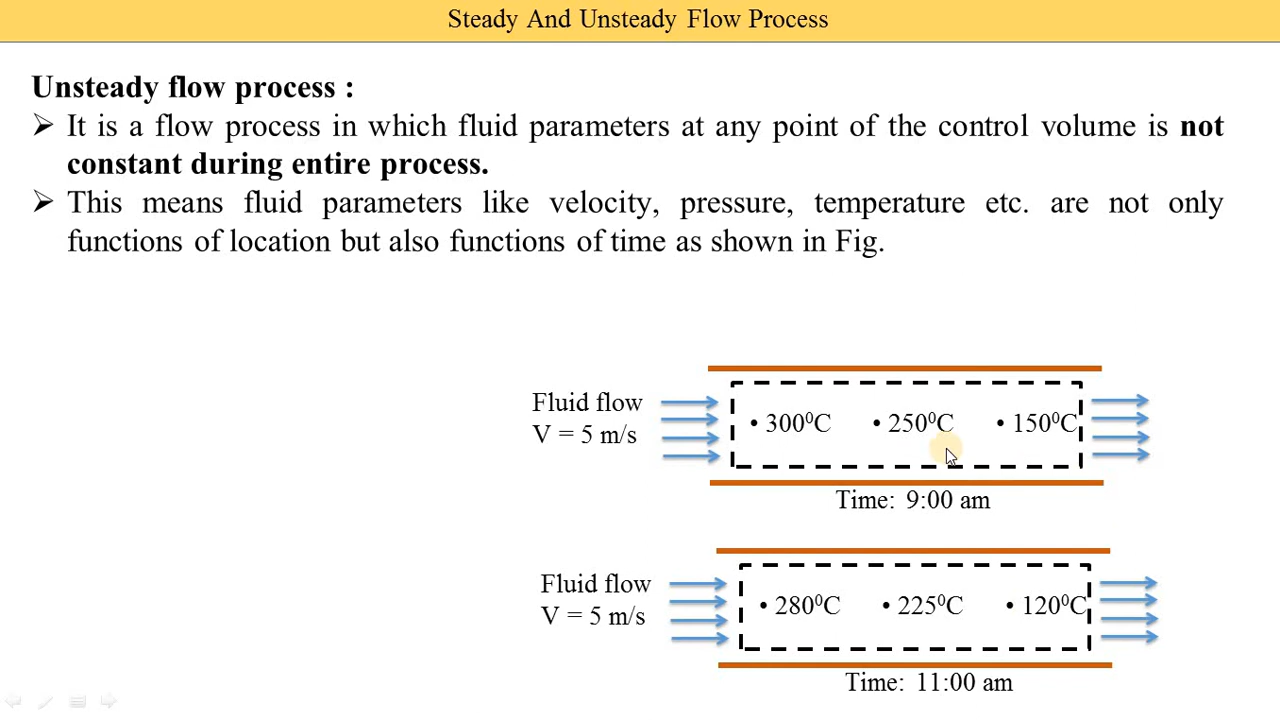 Steady And Unsteady Flow Process
Unsteady flow process :
➢ It is a flow process in which fluid parameters at any point of the control volume is not
constant during entire process.
➢ This means fluid parameters like velocity, pressure, temperature etc. are not only
functions of location but also functions of time as shown in Fig.
Fluid flow
V = 5 m/s
• 300⁰C • 250⁰C • 150⁰C
Time: 9:00 am
Fluid flow
V = 5 m/s
• 280⁰C • 225⁰C • 120⁰C
Time: 11:00 am